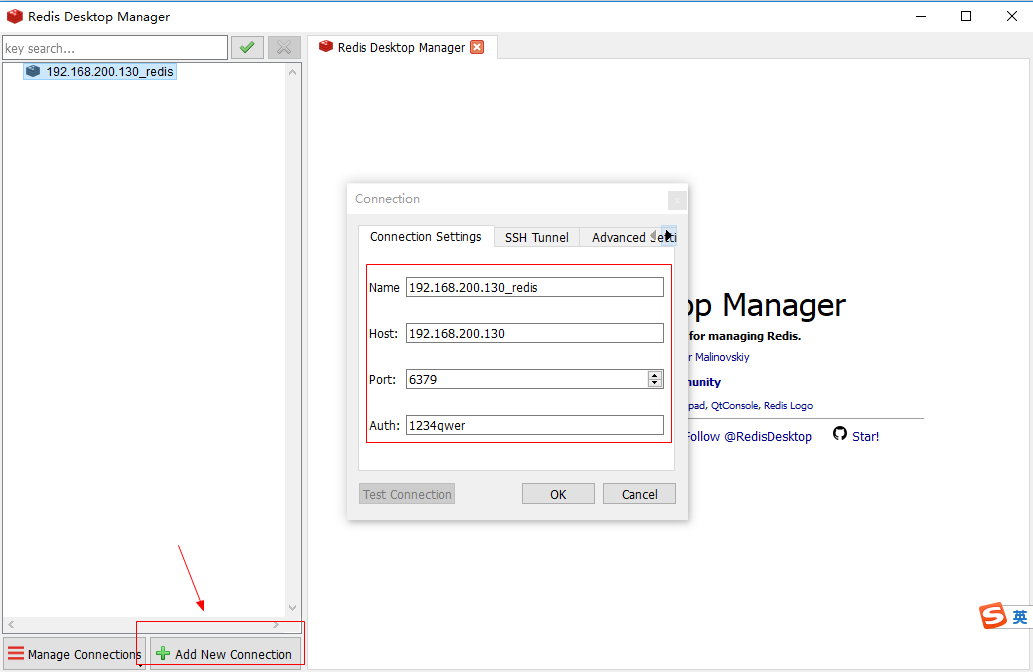 Redis Desktop Manager
key search...
Redis Desktop Manager
192.168.200.130_redis
Connection
Connection Settings
SSH Tunnel
Advanced Setti
Name
192.168.200.130_redis
Host:
192.168.200.130
Port:
6379
Auth:
1234qwer
Test Connection
OK
Cancel
op Manager
for managing Redis.
r Malinovskiy
nunity
pad, QtConsole, Redis Logo
Follow @RedisDesktop
Star!
Manage Connections
Add New Connection
S
英